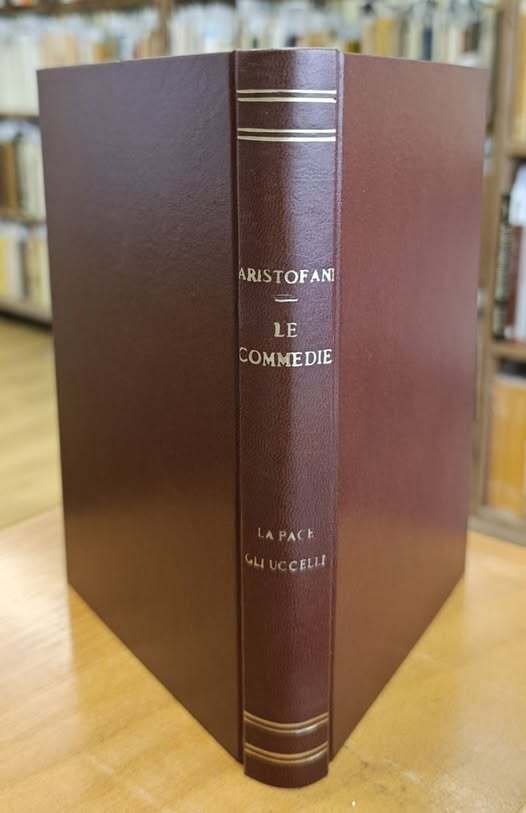 ARISTOFANE
LE
COMMEDIE
LA PACE
GLI UCCELLI